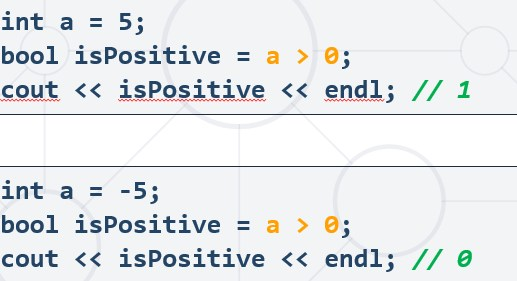 int a = 5;
bool isPositive = a > 0;
cout << isPositive << endl; // 1
int a = -5;
bool isPositive = a > 0;
cout << isPositive << endl; // 0